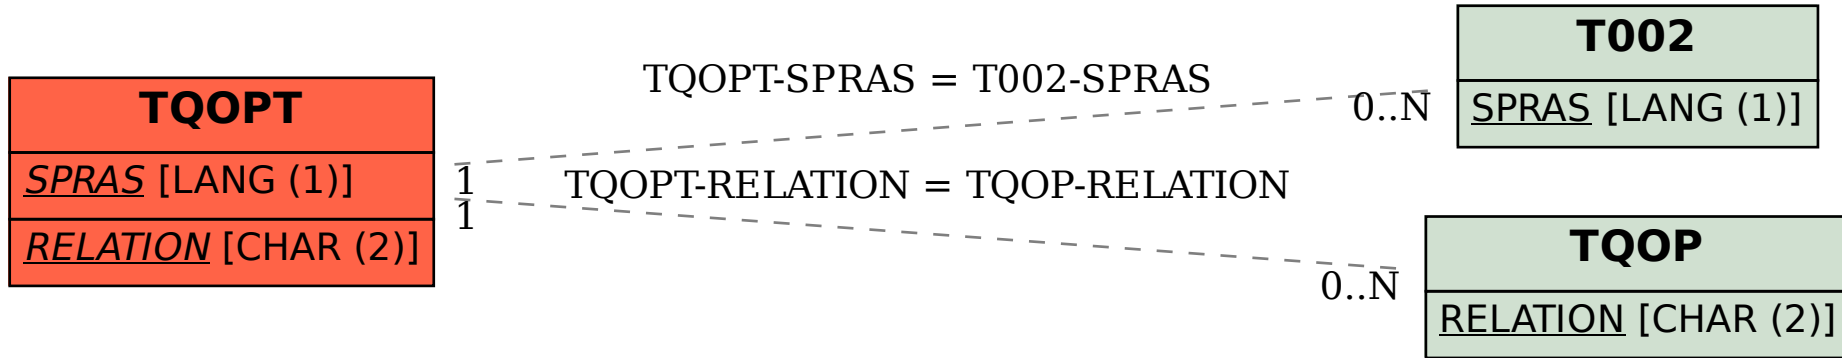 TQOPT
SPRAS [LANG (1)]
RELATION [CHAR (2)]
TQOPT-SPRAS = T002-SPRAS
1
0..N
TQOPT-RELATION = TQOP-RELATION
1
0..N
T002
SPRAS [LANG (1)]
TQOP
RELATION [CHAR (2)]